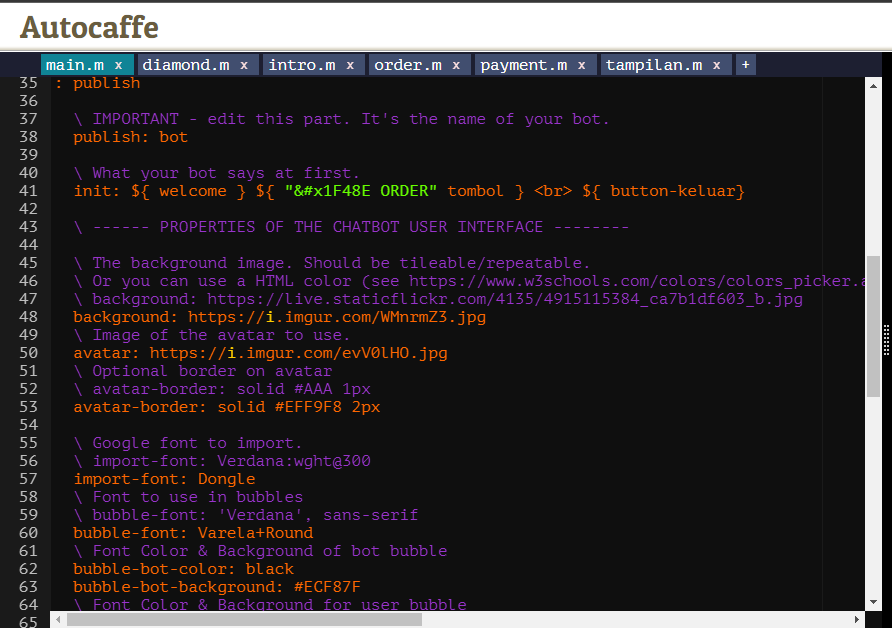 Autocaffe
main.m x diamond.m x intro.m x order.m x payment.m x tampilan.m x +
35 : publish
36
37 \ IMPORTANT - edit this part. It's the name of your bot.
38 publish: bot
39
40 \ What your bot says at first.
41 init: ${ welcome } ${ "&#x1F48E ORDER" tombol } <br> ${ button-keluar}
42
43 \ ------ PROPERTIES OF THE CHATBOT USER INTERFACE --------
44
45 \ The background image. Should be tileable/repeatable.
46 \ Or you can use a HTML color (see https://www.w3schools.com/colors/colors_picker.a
47 \ background: https://live.staticflickr.com/4135/4915115384_ca7b1df603_b.jpg
48 background: https://i.imgur.com/WMnrmZ3.jpg
49 \ Image of the avatar to use.
50 avatar: https://i.imgur.com/evV0lHO.jpg
51 \ Optional border on avatar
52 \ avatar-border: solid #AAA 1px
53 avatar-border: solid #EFF9F8 2px
54
55 \ Google font to import.
56 \ import-font: Verdana:wght@300
57 import-font: Dongle
58 \ Font to use in bubbles
59 \ bubble-font: 'Verdana', sans-serif
60 bubble-font: Varela+Round
61 \ Font Color & Background of bot bubble
62 bubble-bot-color: black
63 bubble-bot-background: #ECF87F
64 \ Font Color & Background for user bubble
65